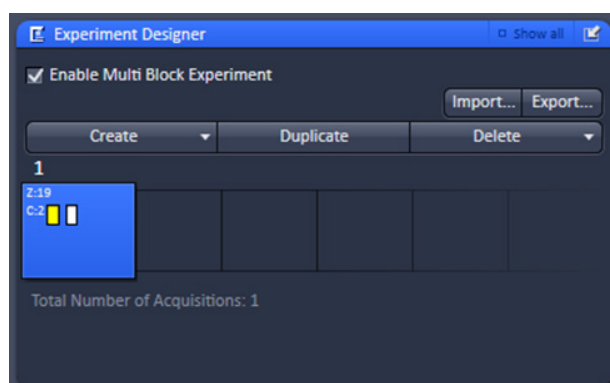 Experiment Designer
Show all
Enable Multi Block Experiment
Import... Export...
Create Duplicate Delete
1
Z:19
C:2
Total Number of Acquisitions: 1